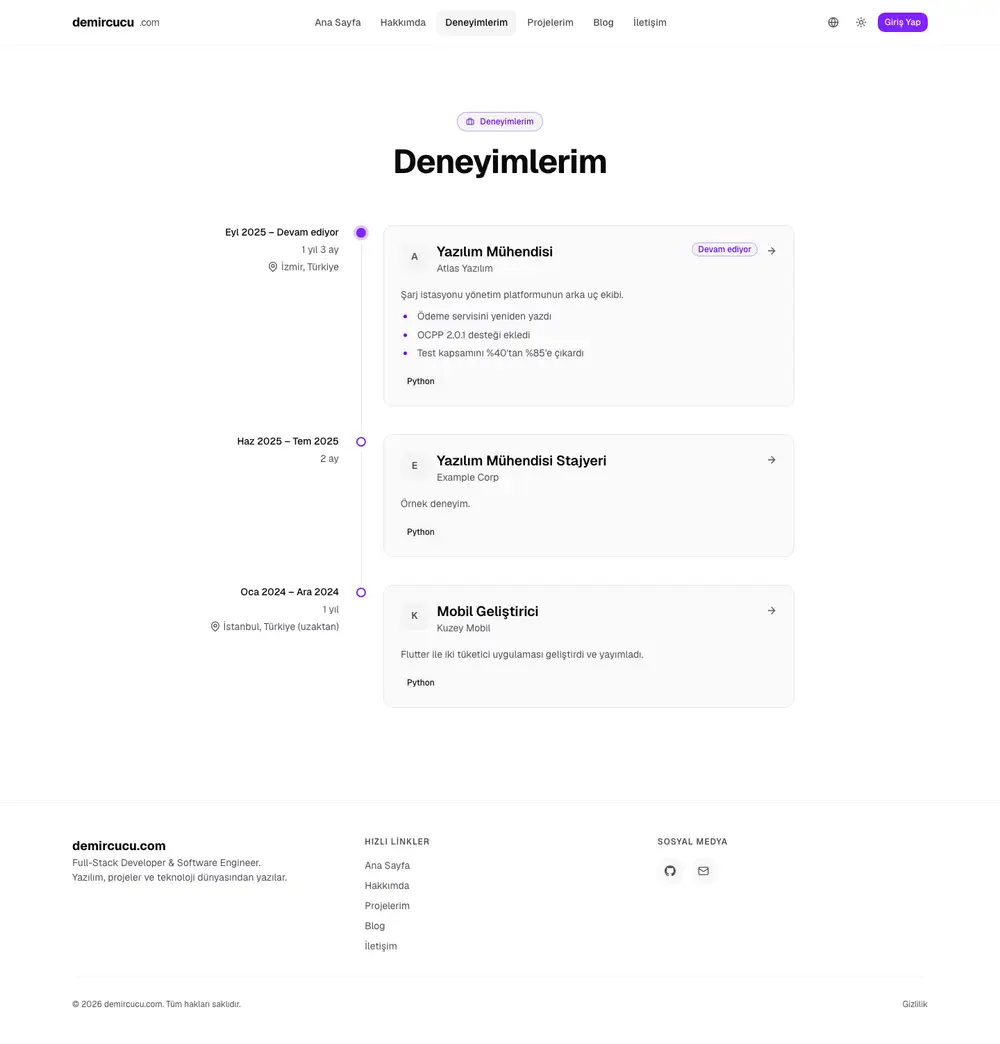 demircucu .com
Ana Sayfa
Hakkımda
Deneyimlerim
Projelerim
Blog
İletişim
Giriş Yap
Deneyimlerim
Deneyimlerim
Eyl 2025 – Devam ediyor
1 yıl 3 ay
İzmir, Türkiye
A
Yazılım Mühendisi
Devam ediyor
Atlas Yazılım
Şarj istasyonu yönetim platformunun arka uç ekibi.
Ödeme servisini yeniden yazdı
OCPP 2.0.1 desteği ekledi
Test kapsamını %40'tan %85'e çıkardı
Python
Haz 2025 – Tem 2025
2 ay
E
Yazılım Mühendisi Stajyeri
Example Corp
Örnek deneyim.
Python
Oca 2024 – Ara 2024
1 yıl
İstanbul, Türkiye (uzaktan)
K
Mobil Geliştirici
Kuzey Mobil
Flutter ile iki tüketici uygulaması geliştirdi ve yayımladı.
Python
demircucu.com
Full-Stack Developer & Software Engineer.
Yazılım, projeler ve teknoloji dünyasından yazılar.
HIZLI LİNKLER
Ana Sayfa
Hakkımda
Projelerim
Blog
İletişim
SOSYAL MEDYA
© 2026 demircucu.com. Tüm hakları saklıdır.
Gizlilik